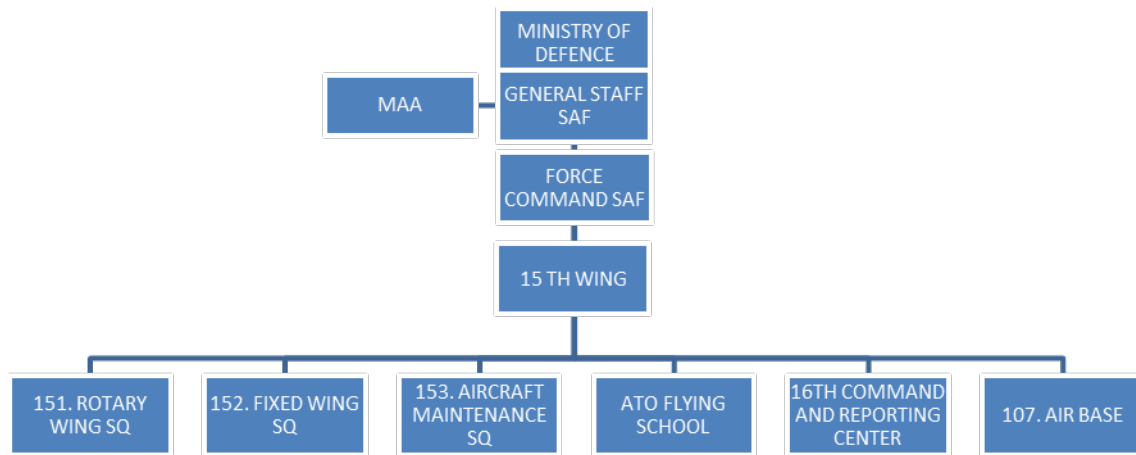 MINISTRY OF
DEFENCE
MAA
GENERAL STAFF
SAF
FORCE
COMMAND SAF
15 TH WING
151. ROTARY
WING SQ
152. FIXED WING
SQ
153. AIRCRAFT
MAINTENANCE
SQ
ATO FLYING
SCHOOL
16TH COMMAND
AND REPORTING
CENTER
107. AIR BASE